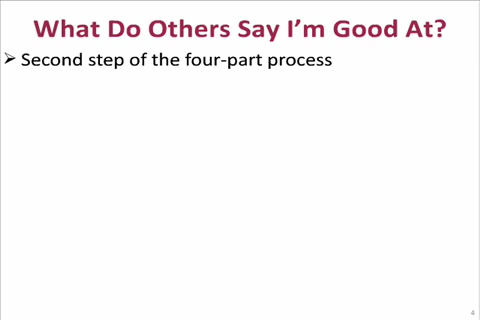 What Do Others Say I'm Good At?
➢ Second step of the four-part process
4